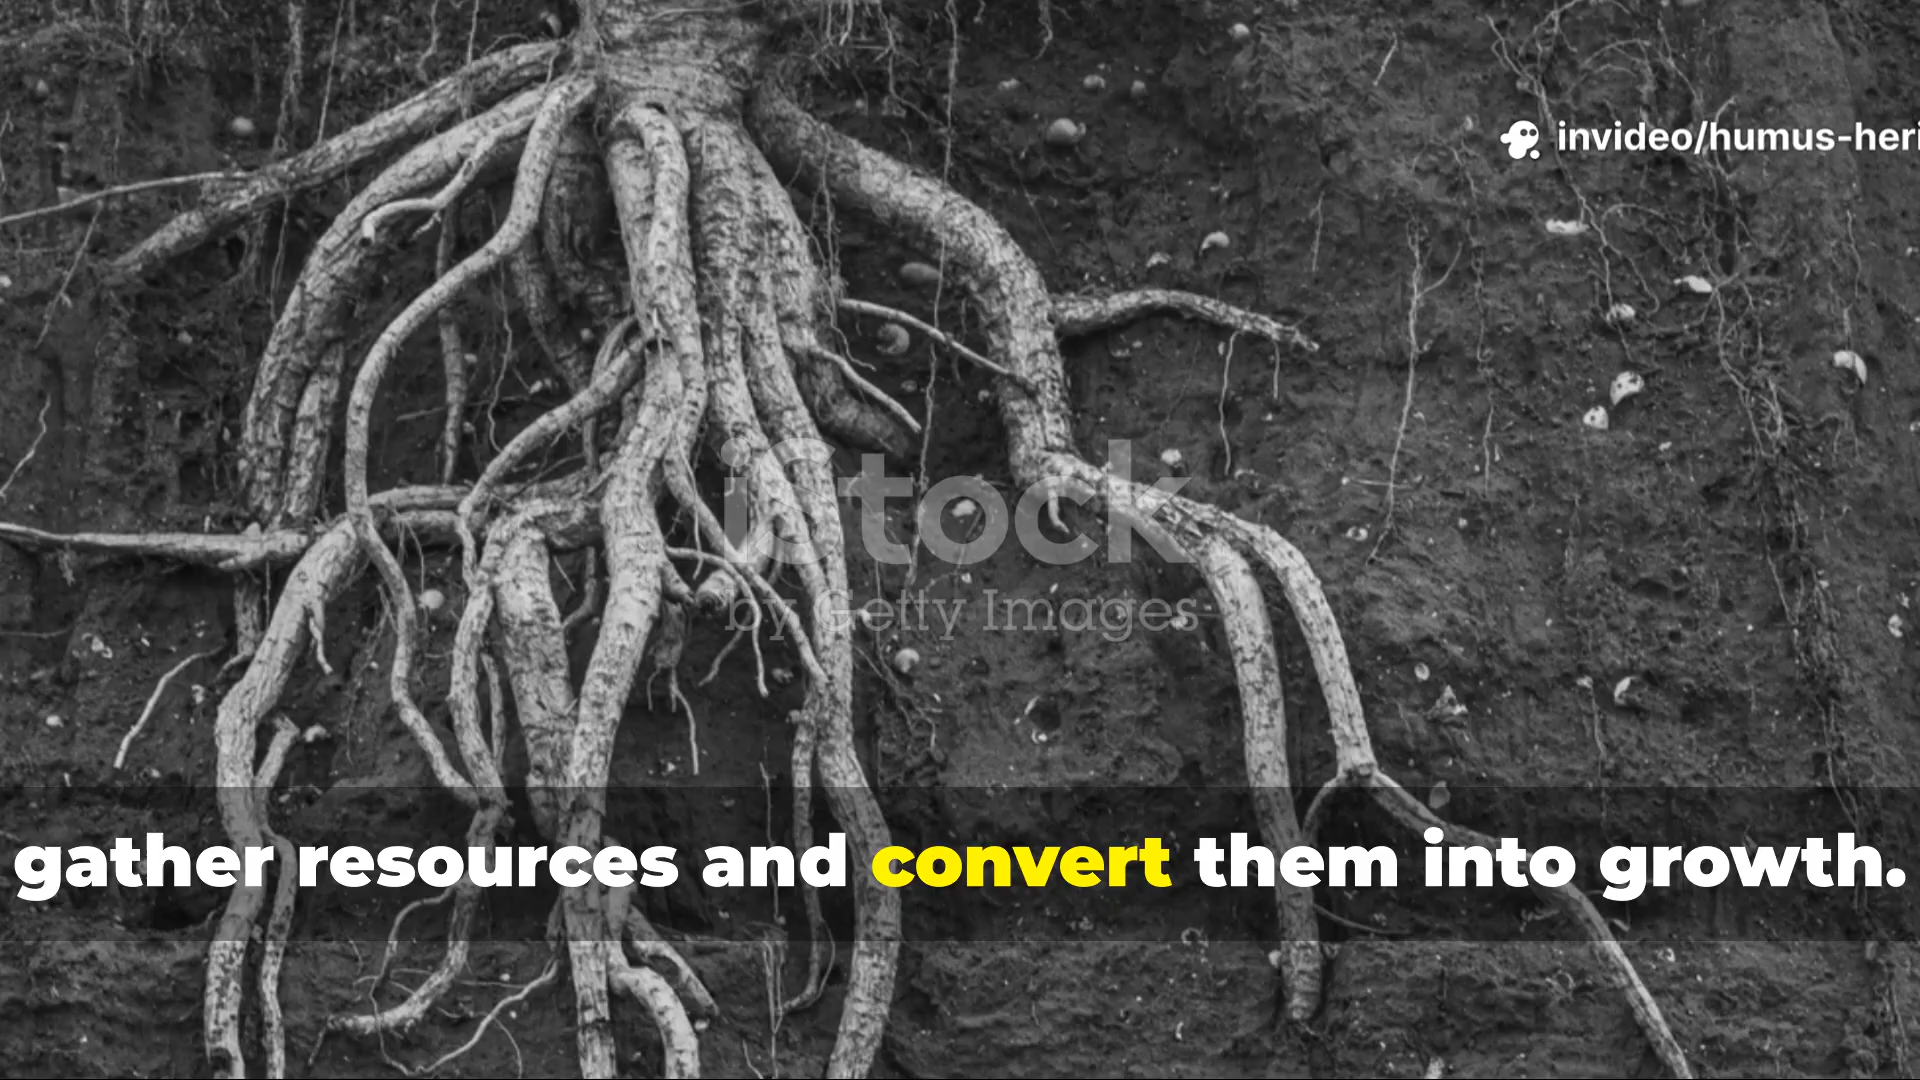 invideo/humus-heri
iStock
by Getty Images
gather resources and convert them into growth.